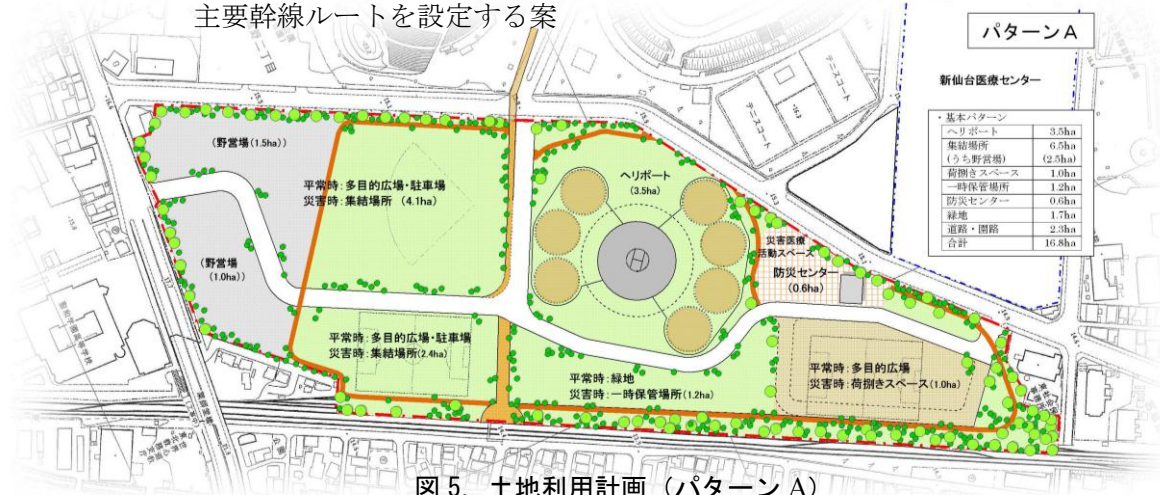 主要幹線ルートを設定する案
パターンA
新仙台医療センター
・基本パターン
ヘリポート 3.5ha
集結場所 6.5ha
(うち野営場) (2.5ha)
荷捌きスペース 1.0ha
一時保管場所 1.2ha
防災センター 0.6ha
緑地 1.7ha
道路・園路 2.3ha
合計 16.8ha
テニスコート
テニスコート
(野営場(1.5ha))
平常時:多目的広場・駐車場
災害時:集結場所 (4.1ha)
ヘリポート
(3.5ha)
H
災害医療
活動スペース
防災センター
(0.6ha)
(野営場
(1.0ha))
平常時:多目的広場・駐車場
災害時:集結場所(2.4ha)
平常時:緑地
災害時:一時保管場所(1.2ha)
平常時:多目的広場
災害時:荷捌きスペース(1.0ha)
図5. 土地利用計画 (パターンA)